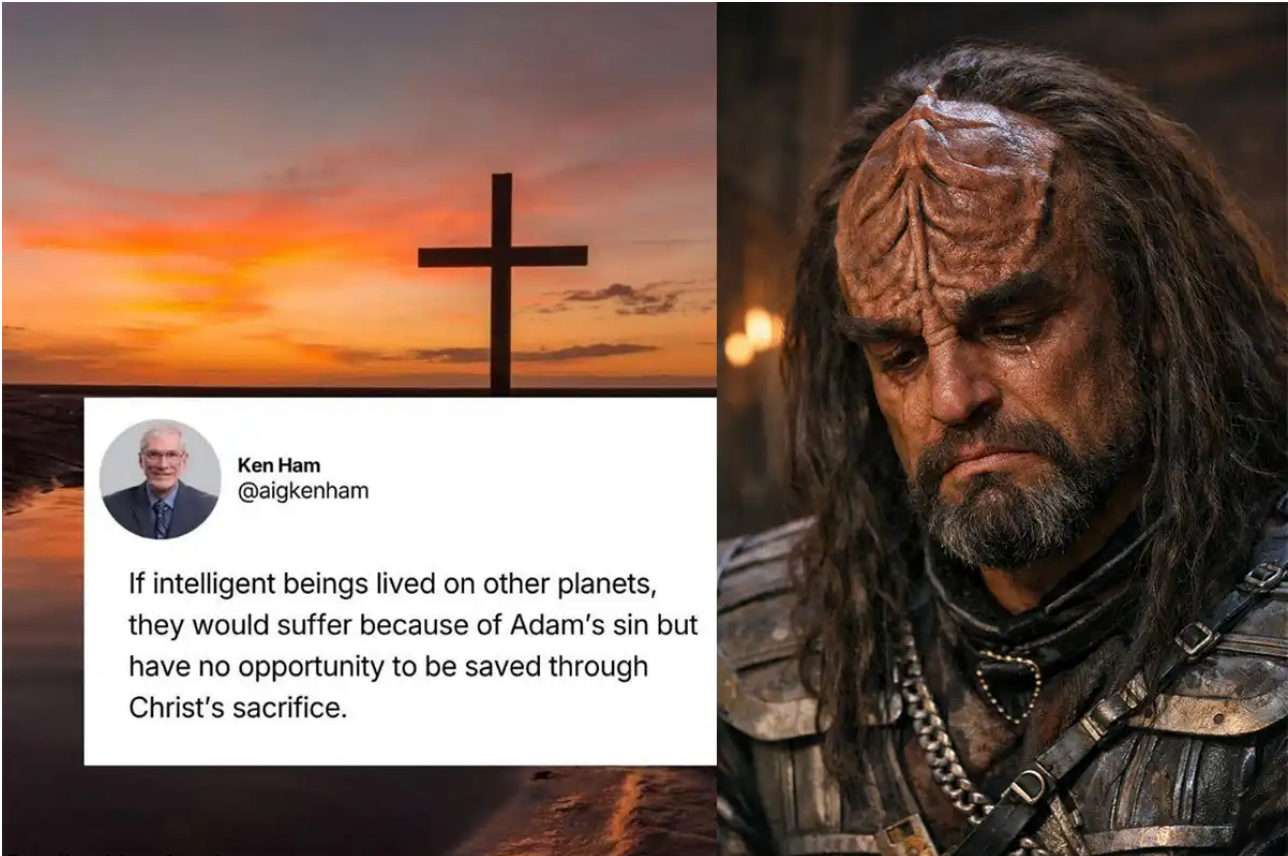 Ken Ham
@aigkenham
If intelligent beings lived on other planets,
they would suffer because of Adam’s sin but
have no opportunity to be saved through
Christ’s sacrifice.